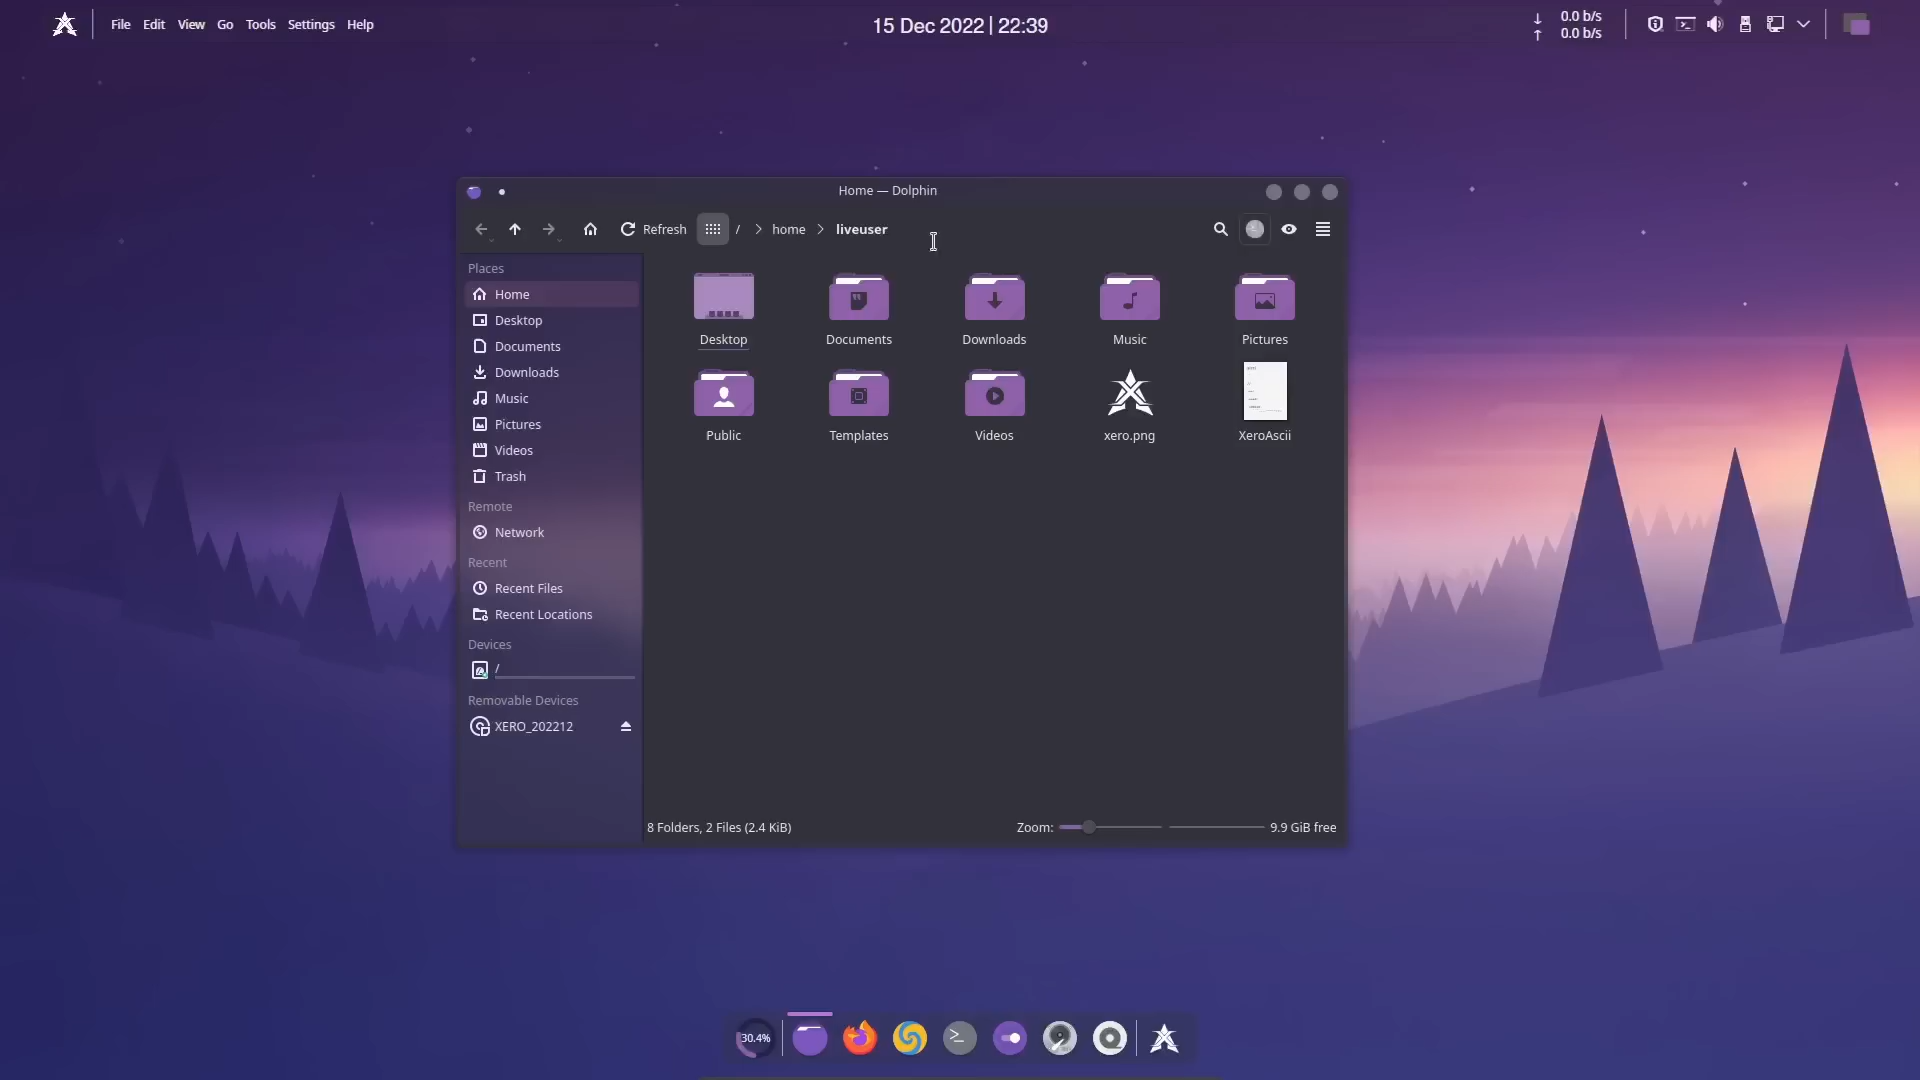 File Edit View Go Tools Settings Help
15 Dec 2022 | 22:39
↓ 0.0 b/s
↑ 0.0 b/s
Home — Dolphin
Refresh / > home > liveuser
Places
Home
Desktop
Documents
Downloads
Music
Pictures
Videos
Trash
Remote
Network
Recent
Recent Files
Recent Locations
Devices
/
Removable Devices
XERO_202212
Desktop Documents Downloads Music Pictures
Public Templates Videos xero.png XeroAscii
8 Folders, 2 Files (2.4 KiB) Zoom: 9.9 GiB free
30.4%